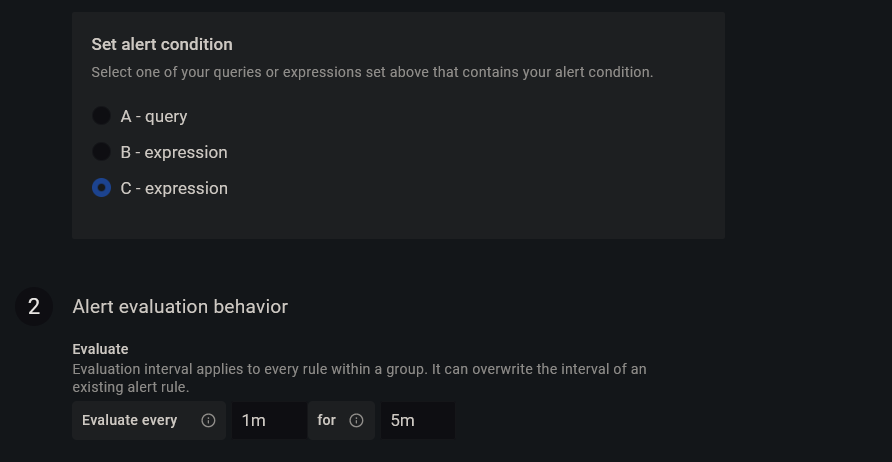 Set alert condition
Select one of your queries or expressions set above that contains your alert condition.
A - query
B - expression
C - expression
2 Alert evaluation behavior
Evaluate
Evaluation interval applies to every rule within a group. It can overwrite the interval of an
existing alert rule.
Evaluate every 1m for 5m